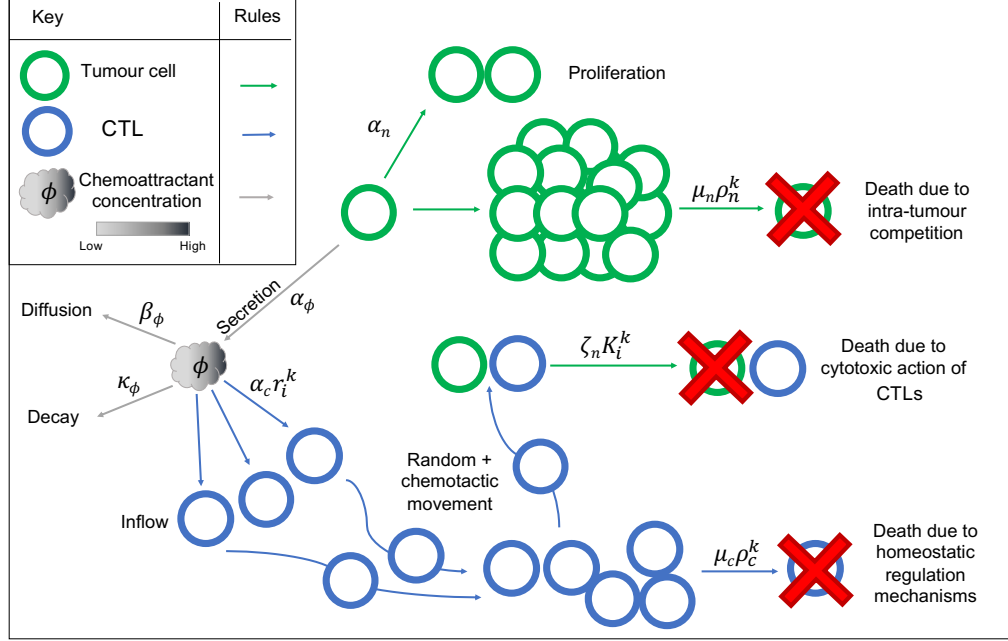 Key
Rules
Tumour cell
CTL
ϕ
Chemoattractant
concentration
Low
High
Proliferation
α_n
μ_n ρ_n^k
Death due to
intra-tumour
competition
Secretion
α_ϕ
Diffusion
β_ϕ
ϕ
κ_ϕ
Decay
α_c r_i^k
ζ_n K_i^k
Death due to
cytotoxic action of
CTLs
Random +
chemotactic
movement
Inflow
μ_c ρ_c^k
Death due to
homeostatic
regulation
mechanisms